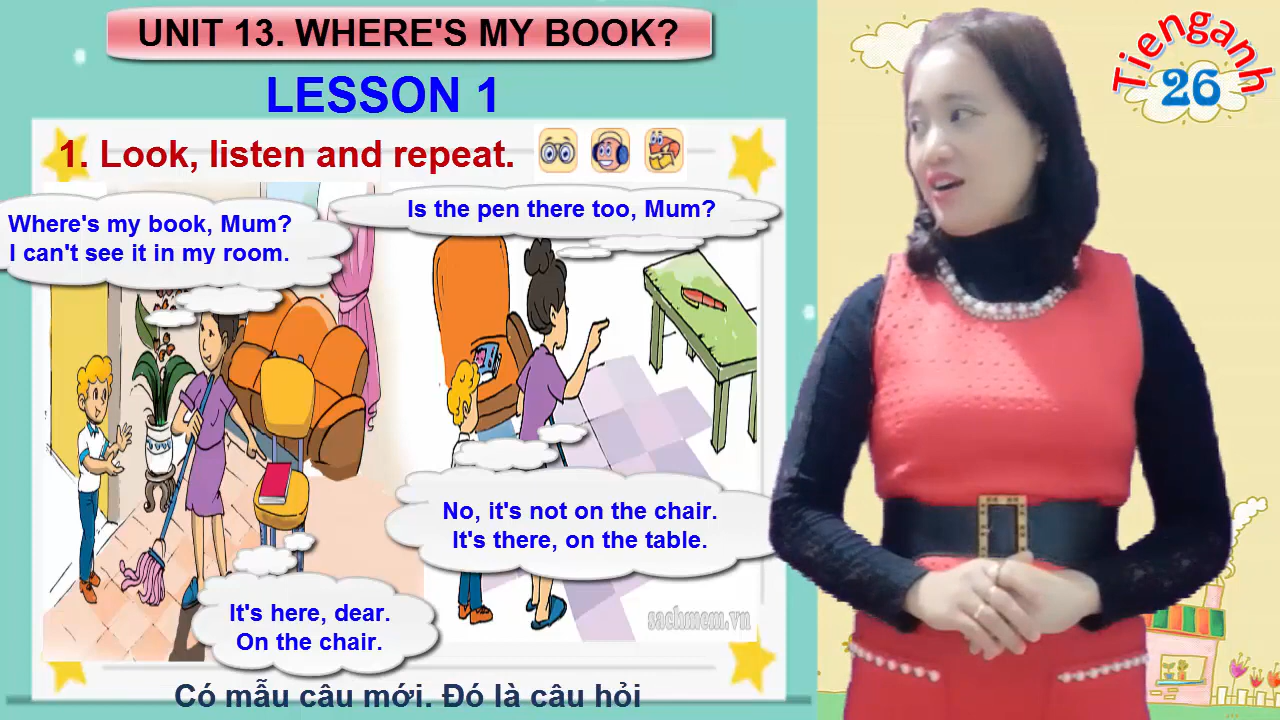 UNIT 13. WHERE'S MY BOOK?
Tienganh
26
LESSON 1
1. Look, listen and repeat.
Where's my book, Mum?
I can't see it in my room.
Is the pen there too, Mum?
No, it's not on the chair.
It's there, on the table.
It's here, dear.
On the chair.
sachmem.vn
Có mẫu câu mới. Đó là câu hỏi